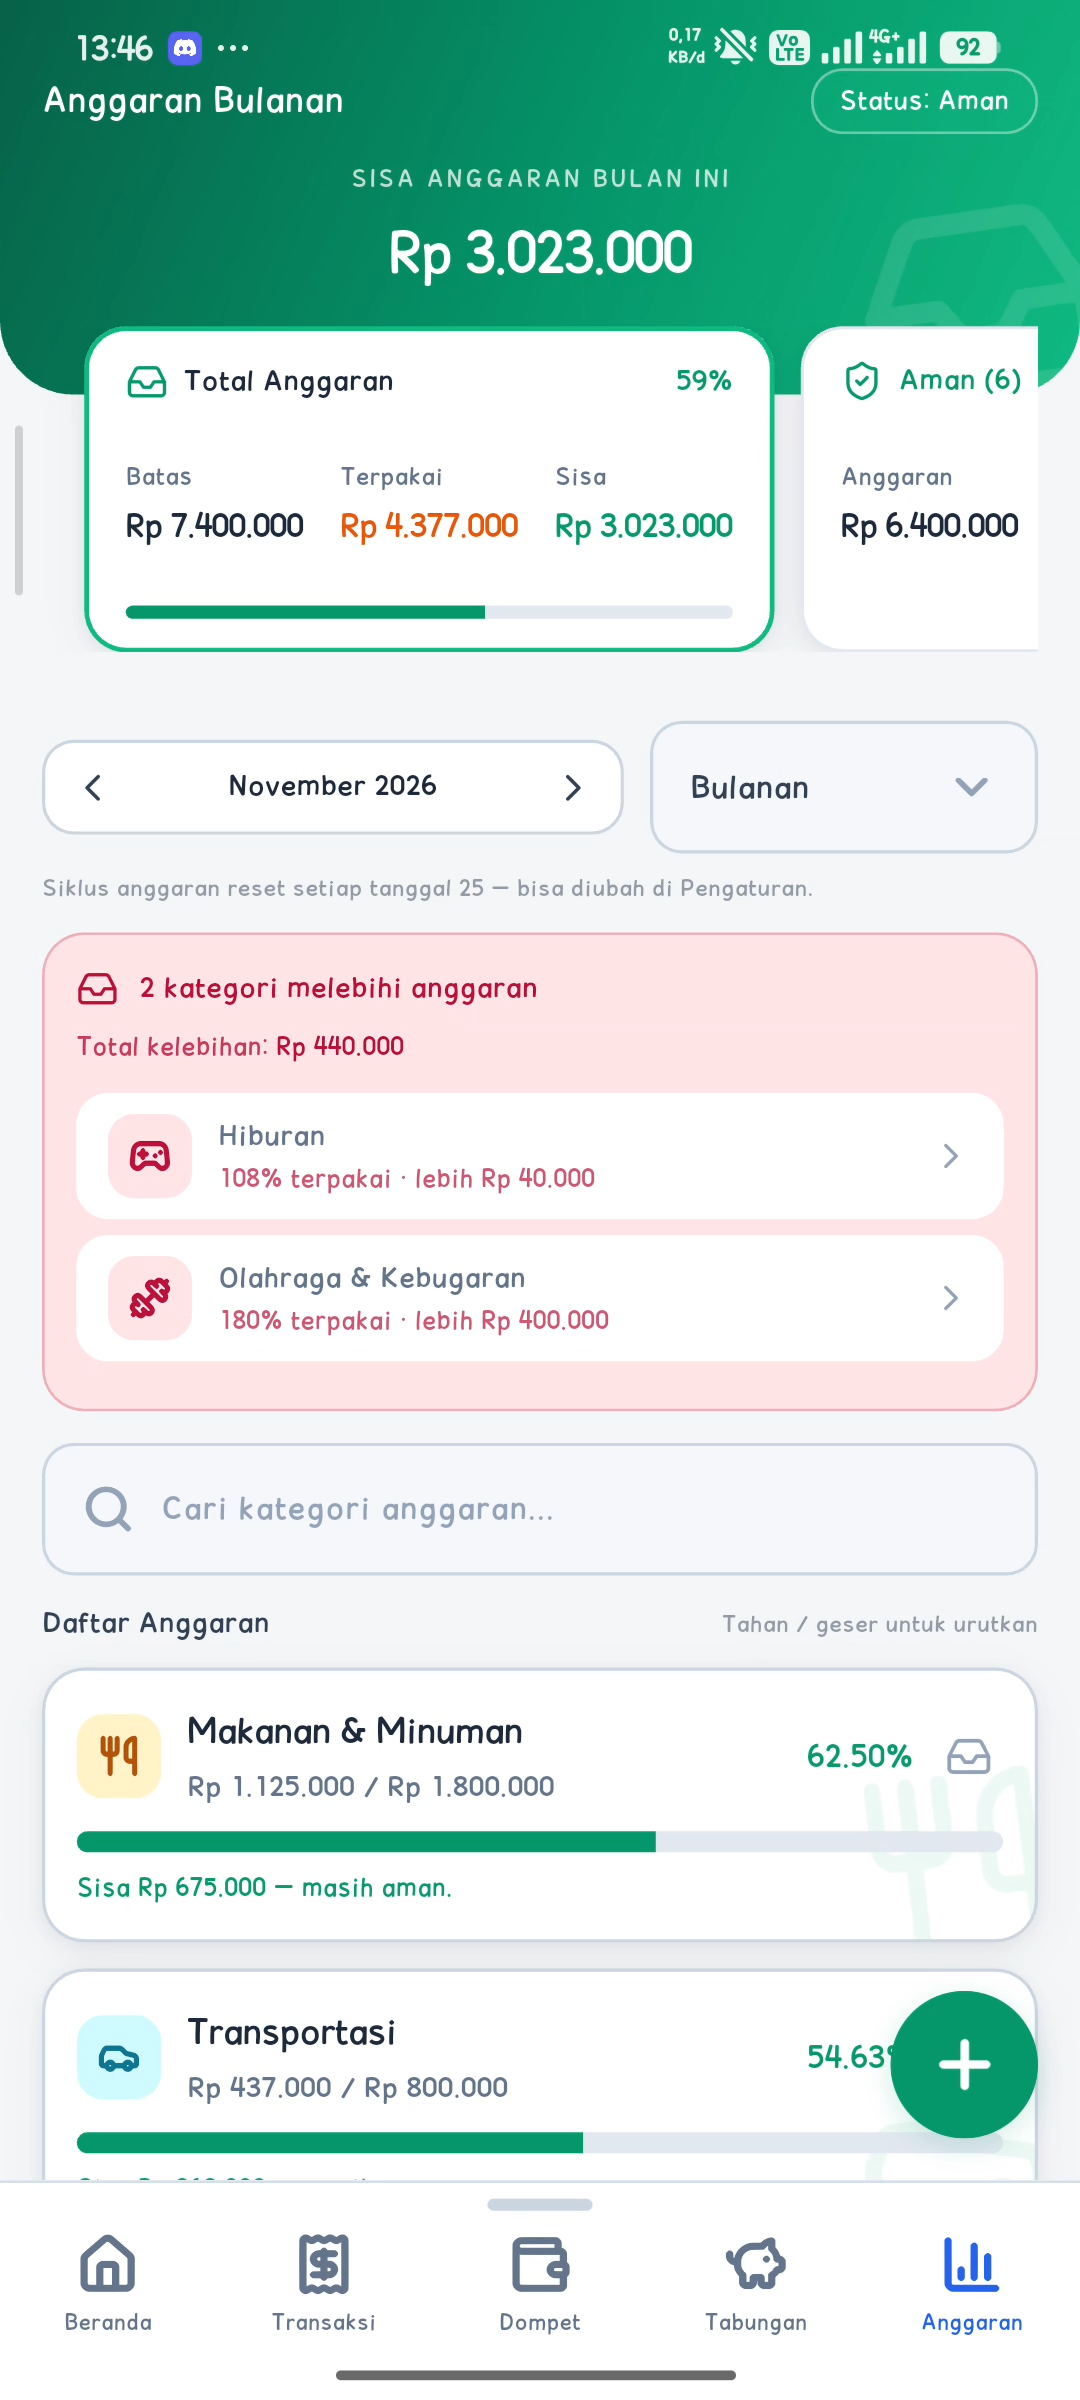 13:46
0,17 KB/d
Vo LTE
4G+
92
Anggaran Bulanan
Status: Aman
SISA ANGGARAN BULAN INI
Rp 3.023.000
Total Anggaran
59%
Aman (6)
Batas
Terpakai
Sisa
Anggaran
Rp 7.400.000
Rp 4.377.000
Rp 3.023.000
Rp 6.400.000
November 2026
Bulanan
Siklus anggaran reset setiap tanggal 25 — bisa diubah di Pengaturan.
2 kategori melebihi anggaran
Total kelebihan: Rp 440.000
Hiburan
108% terpakai · lebih Rp 40.000
Olahraga & Kebugaran
180% terpakai · lebih Rp 400.000
Cari kategori anggaran...
Daftar Anggaran
Tahan / geser untuk urutkan
Makanan & Minuman
62.50%
Rp 1.125.000 / Rp 1.800.000
Sisa Rp 675.000 — masih aman.
Transportasi
54.63%
Rp 437.000 / Rp 800.000
Beranda
Transaksi
Dompet
Tabungan
Anggaran